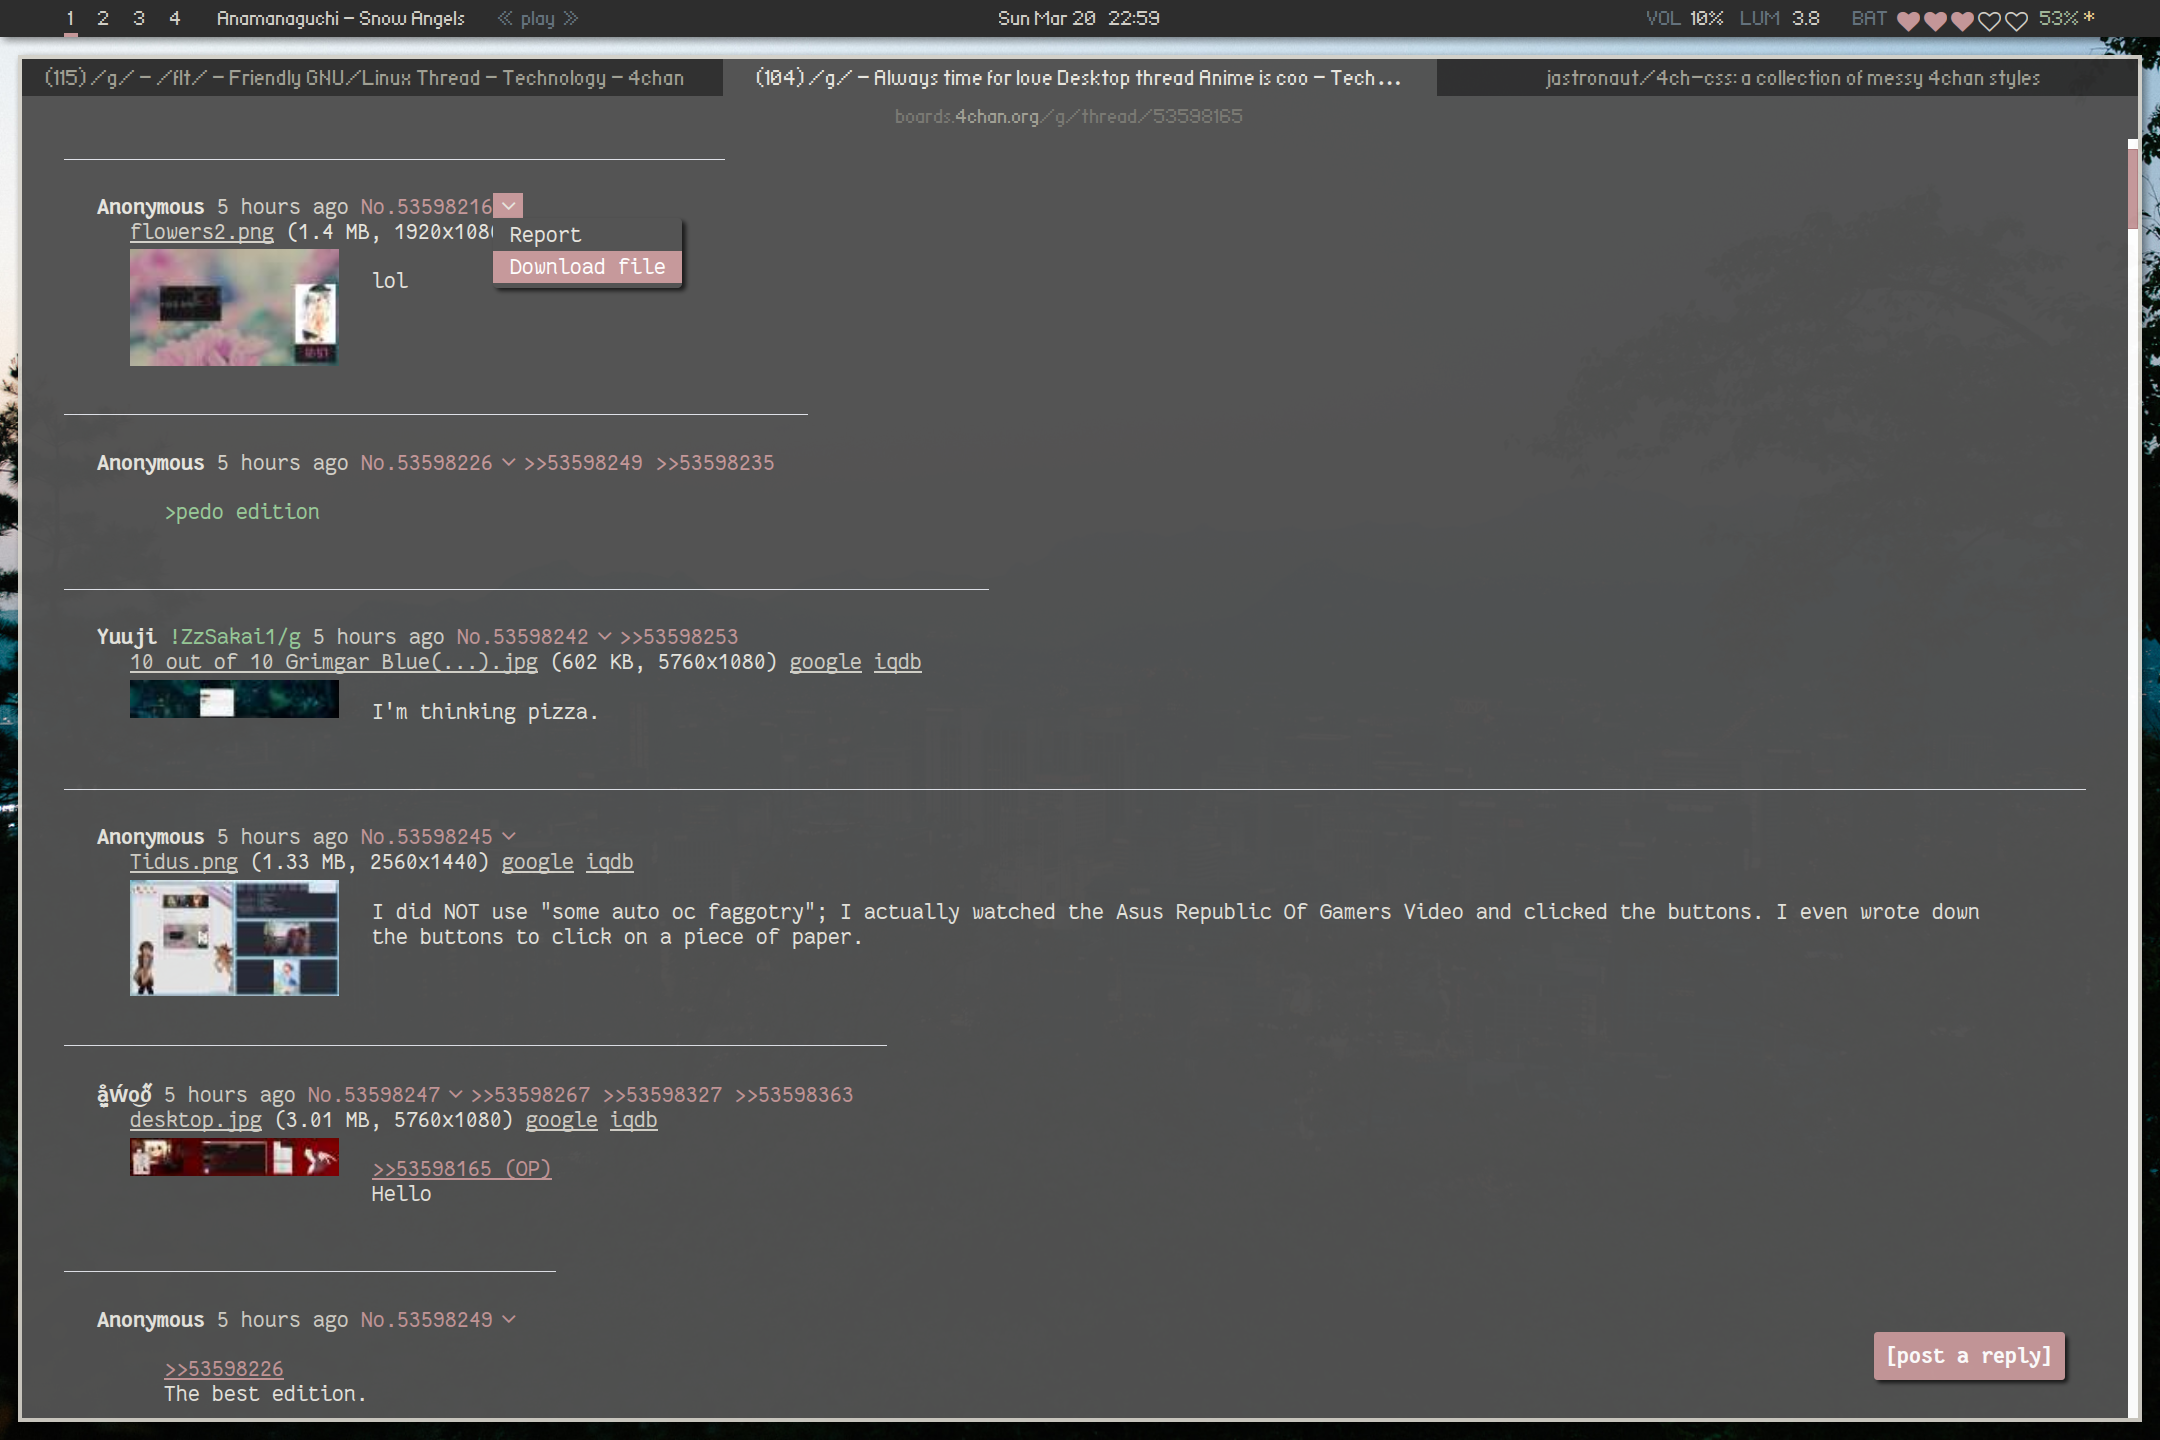 1 2 3 4 Anamanaguchi – Snow Angels « play » Sun Mar 20 22:59 VOL 10% LUM 3.8 BAT 53%*
(115) /g/ – /flt/ – Friendly GNU/Linux Thread – Technology – 4chan
(104) /g/ – Always time for love Desktop thread Anime is coo – Tech...
jastronaut/4ch-css: a collection of messy 4chan styles
boards.4chan.org/g/thread/53598165
Anonymous 5 hours ago No.53598216
flowers2.png (1.4 MB, 1920x108
Report
Download file
lol
Anonymous 5 hours ago No.53598226 >>53598249 >>53598235
>pedo edition
Yuuji !ZzSakai1/g 5 hours ago No.53598242 >>53598253
10 out of 10 Grimgar Blue(...).jpg (602 KB, 5760x1080) google iqdb
I'm thinking pizza.
Anonymous 5 hours ago No.53598245
Tidus.png (1.33 MB, 2560x1440) google iqdb
I did NOT use "some auto oc faggotry"; I actually watched the Asus Republic Of Gamers Video and clicked the buttons. I even wrote down
the buttons to click on a piece of paper.
5 hours ago No.53598247 >>53598267 >>53598327 >>53598363
desktop.jpg (3.01 MB, 5760x1080) google iqdb
>>53598165 (OP)
Hello
Anonymous 5 hours ago No.53598249
>>53598226
The best edition.
[post a reply]